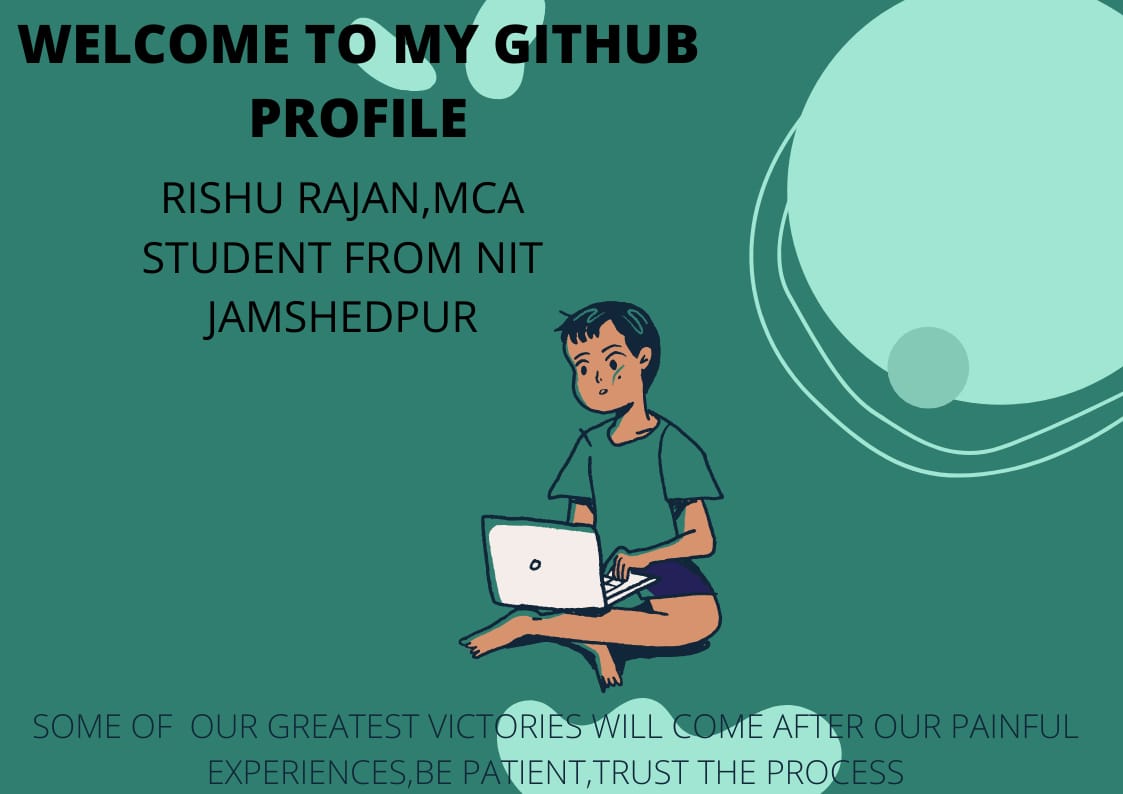 WELCOME TO MY GITHUB
PROFILE
RISHU RAJAN,MCA
STUDENT FROM NIT
JAMSHEDPUR
SOME OF  OUR GREATEST VICTORIES WILL COME AFTER OUR PAINFUL
EXPERIENCES,BE PATIENT,TRUST THE PROCESS